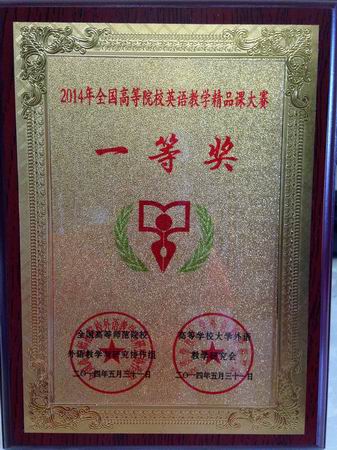 2014年全国高等院校英语教学精品课大赛
一等奖
全国高等师范院校
外语教学与研究协作组
二〇一四年五月三十一日
高等学校大学外语
教学研究会
二〇一四年五月三十一日